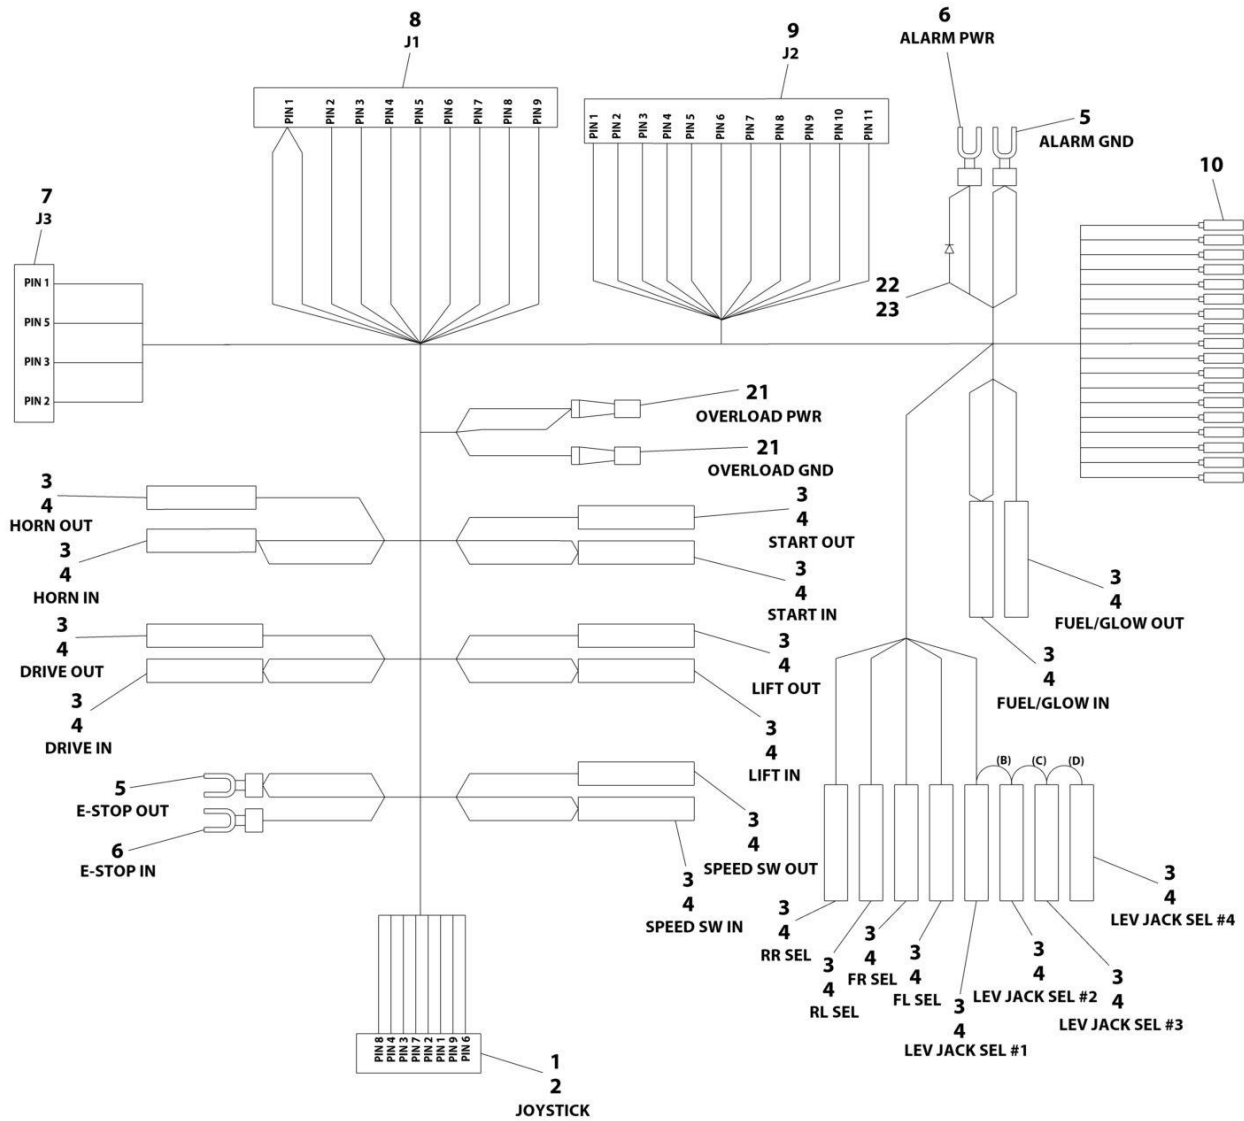 8
J1
9
J2
6
ALARM PWR
5
ALARM GND
10
PIN 1
PIN 2
PIN 3
PIN 4
PIN 5
PIN 6
PIN 7
PIN 8
PIN 9
PIN 1
PIN 2
PIN 3
PIN 4
PIN 5
PIN 6
PIN 7
PIN 8
PIN 9
PIN 10
PIN 11
7
J3
PIN 1
PIN 5
PIN 3
PIN 2
22
23
21
OVERLOAD PWR
21
OVERLOAD GND
3
4
HORN OUT
3
4
HORN IN
3
4
START OUT
3
4
START IN
3
4
FUEL/GLOW OUT
3
4
FUEL/GLOW IN
3
4
DRIVE OUT
3
4
DRIVE IN
3
4
LIFT OUT
3
4
LIFT IN
5
E-STOP OUT
6
E-STOP IN
3
4
SPEED SW OUT
3
4
SPEED SW IN
(B)
(C)
(D)
3
4
RR SEL
3
4
RL SEL
3
4
FR SEL
3
4
FL SEL
3
4
LEV JACK SEL #1
3
4
LEV JACK SEL #2
3
4
LEV JACK SEL #3
3
4
LEV JACK SEL #4
PIN 8
PIN 4
PIN 3
PIN 7
PIN 2
PIN 1
PIN 9
PIN 6
1
2
JOYSTICK